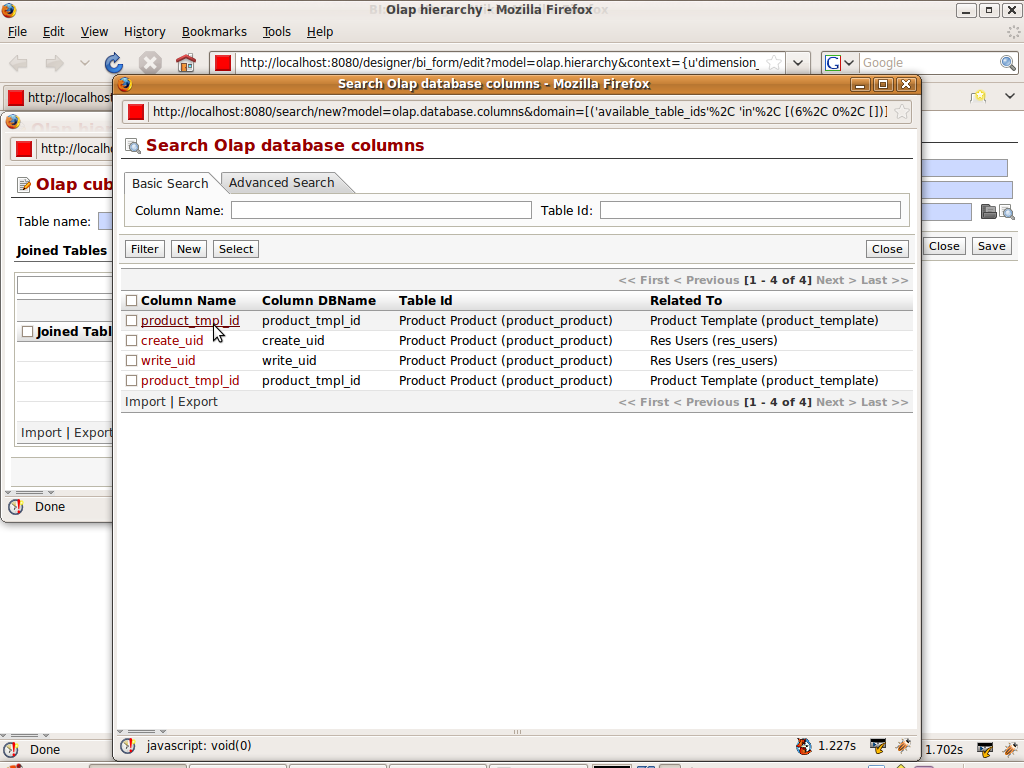 Olap hierarchy - Mozilla Firefox
File Edit View History Bookmarks Tools Help
http://localhost:8080/designer/bi_form/edit?model=olap.hierarchy&context={u'dimension_
Google
http://localhost
Search Olap database columns - Mozilla Firefox
http://localhost:8080/search/new?model=olap.database.columns&domain=[('available_table_ids'%2C 'in'%2C [(6%2C 0%2C [])]
http://localh
Search Olap database columns
Olap cub
Basic Search Advanced Search
Column Name: Table Id:
Table name:
Joined Tables
Filter New Select Close
Close Save
<< First < Previous [1 - 4 of 4] Next > Last >>
Column Name Column DBName Table Id Related To
product_tmpl_id product_tmpl_id Product Product (product_product) Product Template (product_template)
Joined Tabl
create_uid create_uid Product Product (product_product) Res Users (res_users)
write_uid write_uid Product Product (product_product) Res Users (res_users)
product_tmpl_id product_tmpl_id Product Product (product_product) Product Template (product_template)
Import | Export << First < Previous [1 - 4 of 4] Next > Last >>
Import | Export
Done
javascript: void(0) 1.227s
Done 1.702s